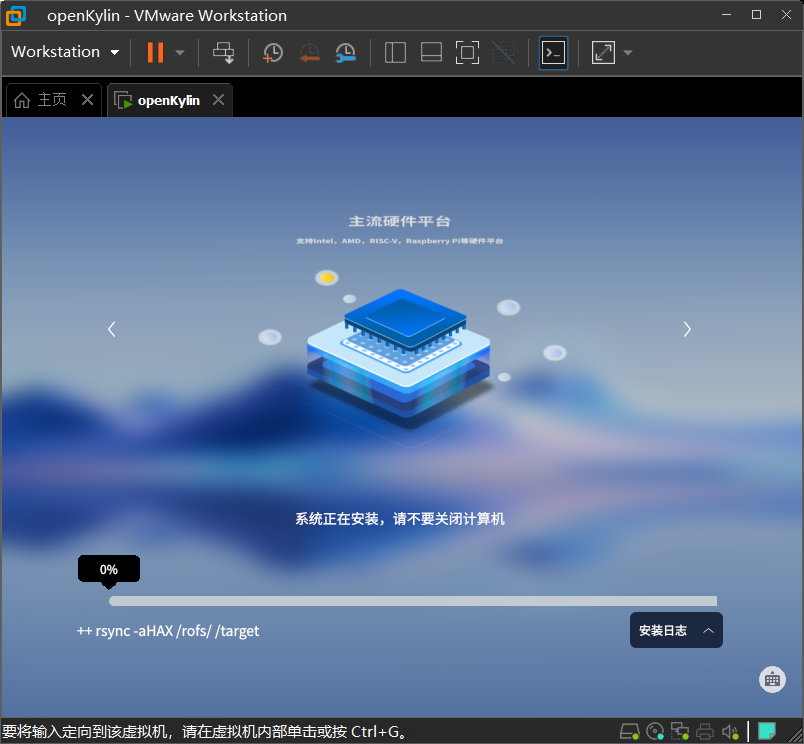 openKylin - VMware Workstation
Workstation
主页
openKylin
主流硬件平台
支持Intel，AMD，RISC-V，Raspberry Pi等硬件平台
系统正在安装，请不要关闭计算机
0%
++ rsync -aHAX /rofs/ /target
安装日志
要将输入定向到该虚拟机，请在虚拟机内部单击或按 Ctrl+G。